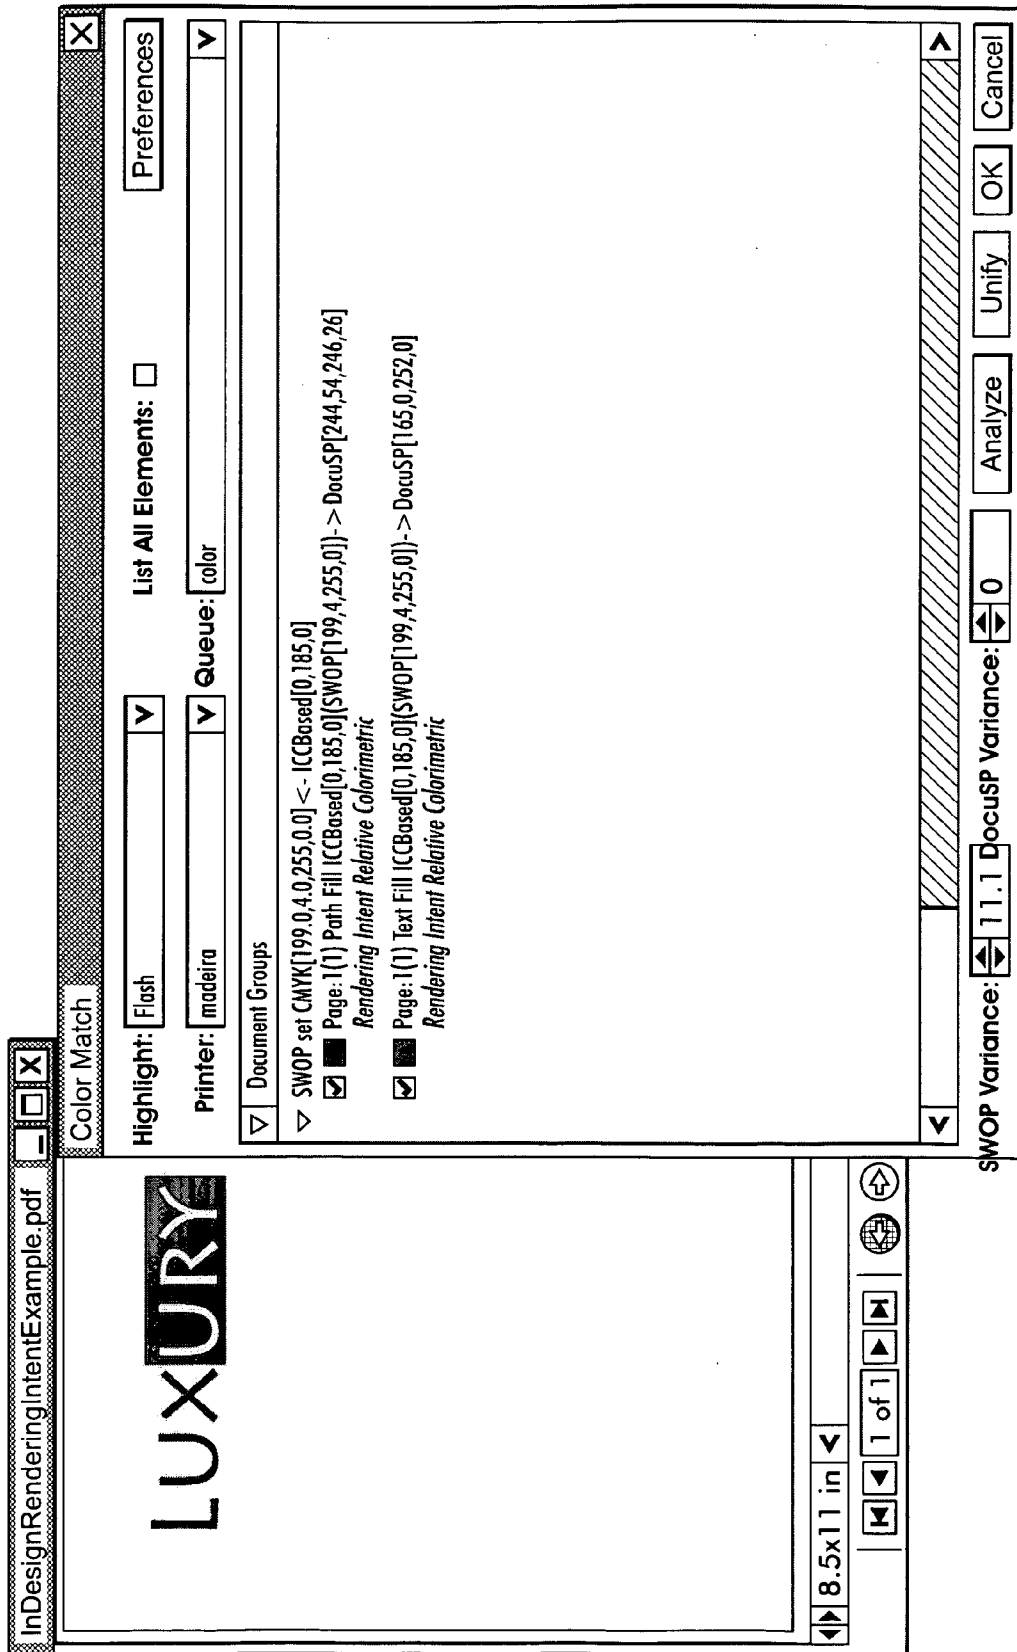 InDesignRenderingIntentExample.pdf
LUXURY
8.5x11 in
1 of 1
Color Match
Highlight: Flash
List All Elements:
Preferences
Printer: madeira
Queue: color
Document Groups
SWOP set CMYK[199.0,4.0,255,0.0] <- ICCBased[0,185,0]
Page:1(1) Path Fill ICCBased[0,185,0](SWOP[199,4,255,0])-> DocuSP[244,54,246,26]
Rendering Intent Relative Colorimetric
Page:1(1) Text Fill ICCBased[0,185,0](SWOP[199,4,255,0])-> DocuSP[165,0,252,0]
Rendering Intent Relative Colorimetric
SWOP Variance: 11.1 DocuSP Variance: 0
Analyze
Unify
OK
Cancel